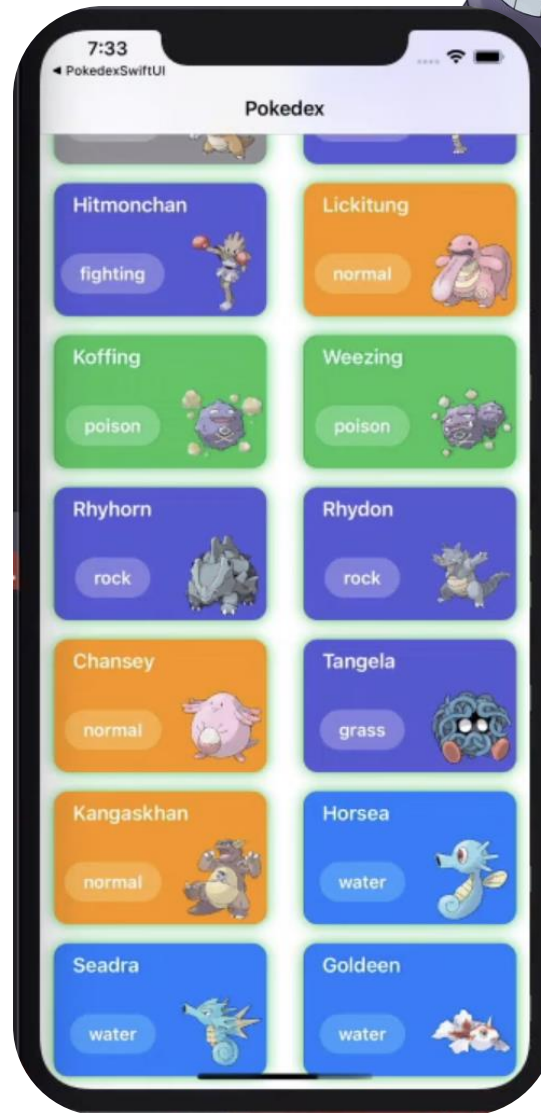 7:33
◀ PokedexSwiftUI
Pokedex
Hitmonchan
fighting
Lickitung
normal
Koffing
poison
Weezing
poison
Rhyhorn
rock
Rhydon
rock
Chansey
normal
Tangela
grass
Kangaskhan
normal
Horsea
water
Seadra
water
Goldeen
water